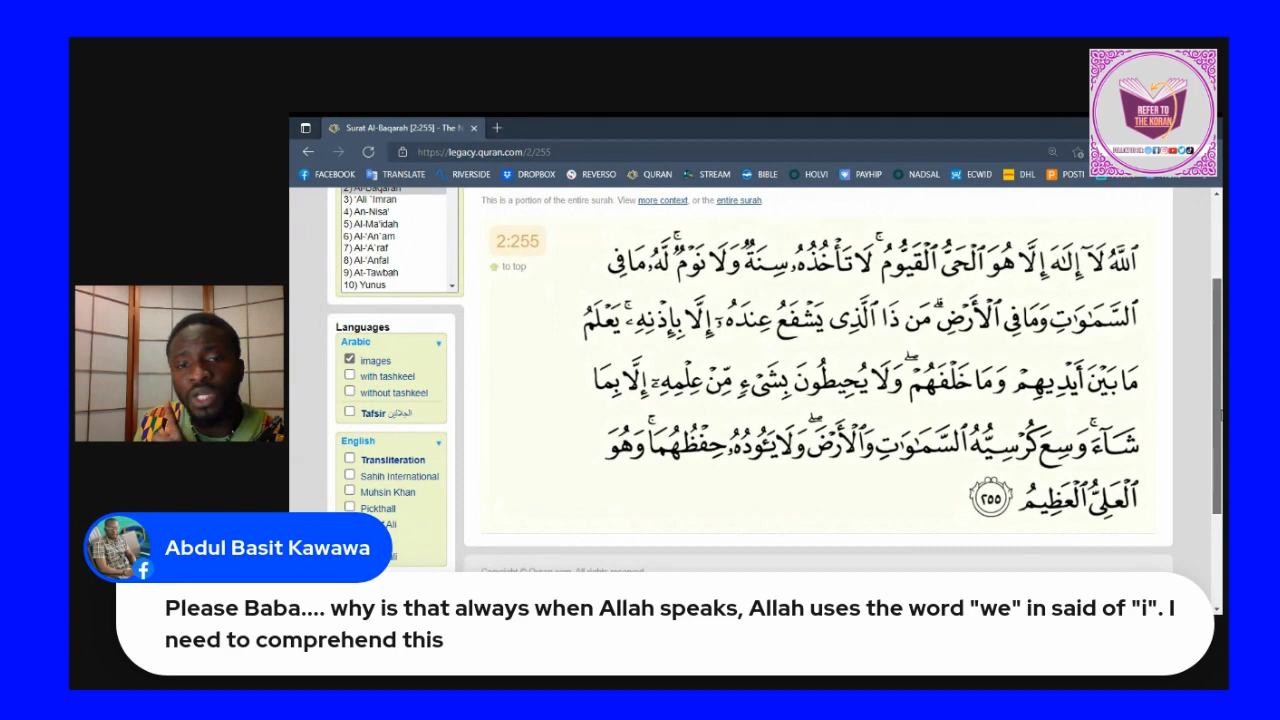 REFER TO
THE KORAN
Surat Al-Baqarah [2:255] - The
https://legacy.quran.com/2/255
FACEBOOK TRANSLATE RIVERSIDE DROPBOX REVERSO QURAN STREAM BIBLE HOLVI PAYHIP NADSAL ECWID DHL POSTI
2) Al-Baqarah
3) 'Ali `Imran
4) An-Nisa'
5) Al-Ma'idah
6) Al-'An`am
7) Al-'A`raf
8) Al-'Anfal
9) At-Tawbah
10) Yunus
This is a portion of the entire surah. View more context, or the entire surah.
2:255
to top
ٱللَّهُ لَآ إِلَٰهَ إِلَّا هُوَ ٱلْحَىُّ ٱلْقَيُّومُ ۚ لَا تَأْخُذُهُۥ سِنَةٌ وَلَا نَوْمٌ ۚ لَّهُۥ مَا فِى
ٱلسَّمَٰوَٰتِ وَمَا فِى ٱلْأَرْضِ ۗ مَن ذَا ٱلَّذِى يَشْفَعُ عِندَهُۥٓ إِلَّا بِإِذْنِهِۦ ۚ يَعْلَمُ
مَا بَيْنَ أَيْدِيهِمْ وَمَا خَلْفَهُمْ ۖ وَلَا يُحِيطُونَ بِشَىْءٍ مِّنْ عِلْمِهِۦٓ إِلَّا بِمَا
شَآءَ ۚ وَسِعَ كُرْسِيُّهُ ٱلسَّمَٰوَٰتِ وَٱلْأَرْضَ ۖ وَلَا يَـُٔودُهُۥ حِفْظُهُمَا ۚ وَهُوَ
ٱلْعَلِىُّ ٱلْعَظِيمُ ٢٥٥
Languages
Arabic
images
with tashkeel
without tashkeel
Tafsir الجلالين
English
Transliteration
Sahih International
Muhsin Khan
Pickthall
Abdul Basit Kawawa
Please Baba.... why is that always when Allah speaks, Allah uses the word "we" in said of "i". I
need to comprehend this